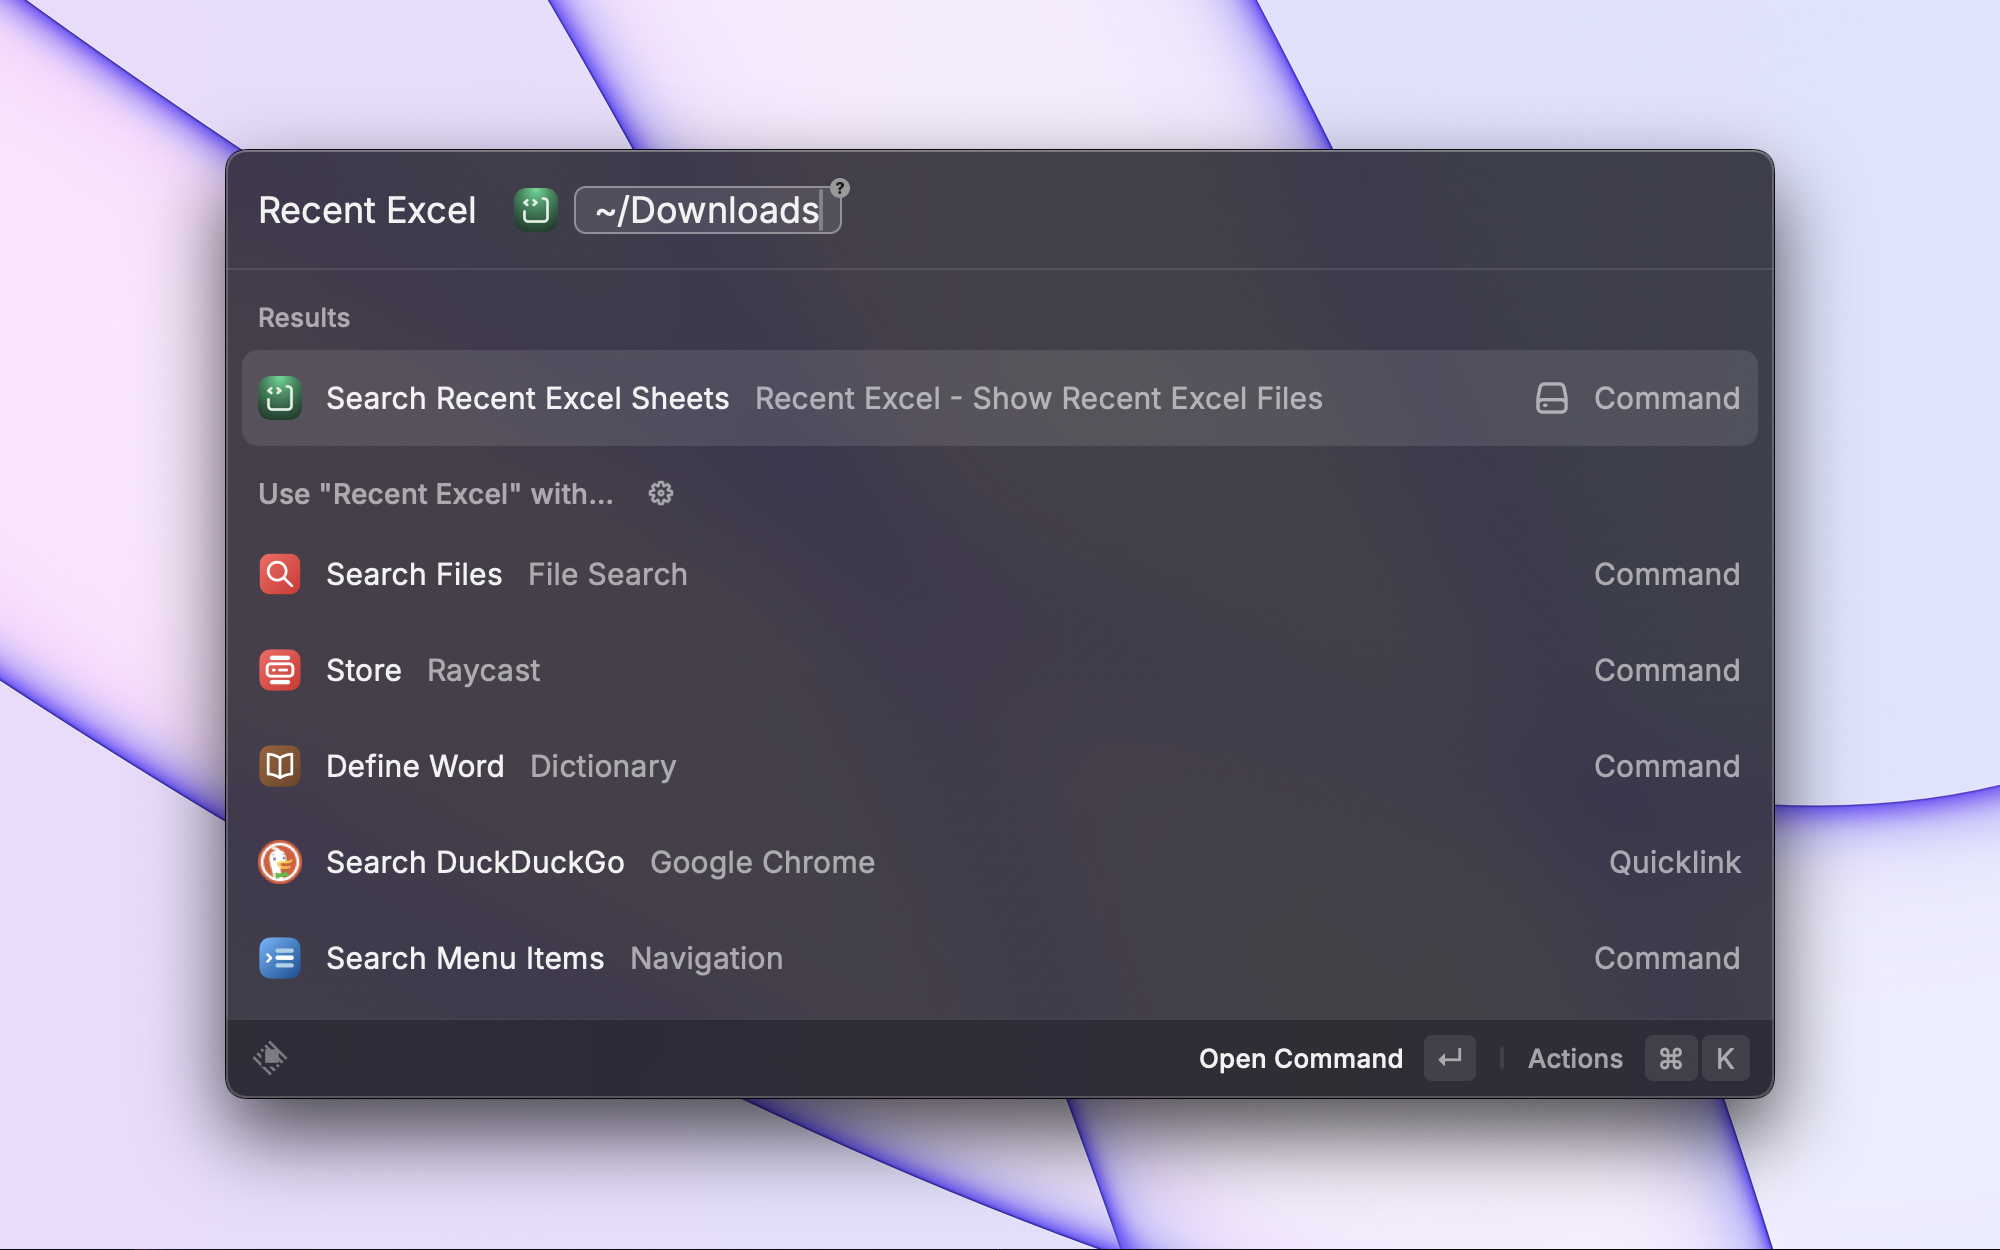 Recent Excel ~/Downloads ?
Results
Search Recent Excel Sheets Recent Excel - Show Recent Excel Files Command
Use "Recent Excel" with...
Search Files File Search Command
Store Raycast Command
Define Word Dictionary Command
Search DuckDuckGo Google Chrome Quicklink
Search Menu Items Navigation Command
Open Command ↵ Actions ⌘ K